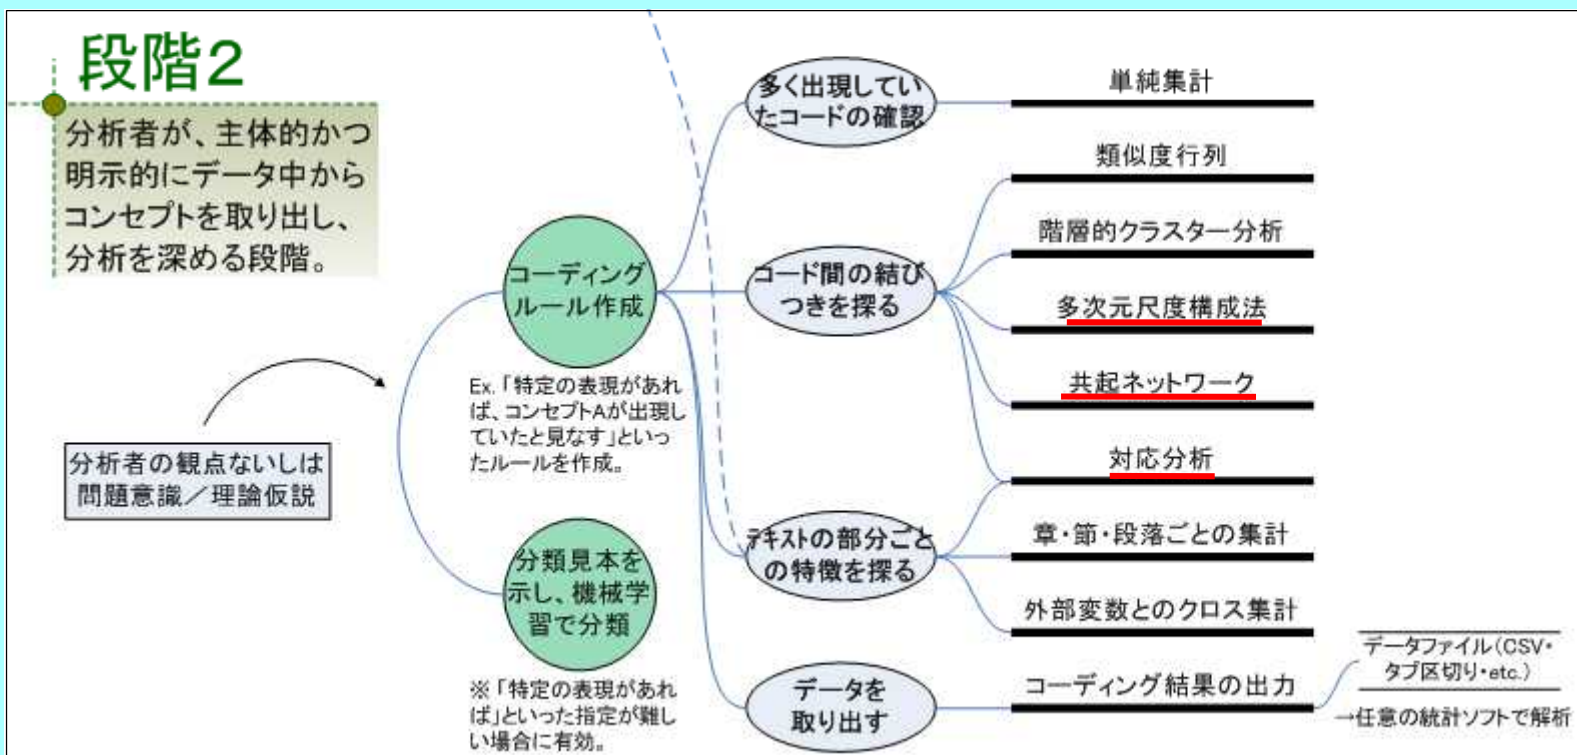 段階2
分析者が、主体的かつ
明示的にデータ中から
コンセプトを取り出し、
分析を深める段階。
分析者の観点ないしは
問題意識／理論仮説
コーディング
ルール作成
Ex.「特定の表現があれ
ば、コンセプトAが出現し
ていたと見なす」といっ
たルールを作成。
分類見本を
示し、機械学
習で分類
※「特定の表現があれ
ば」といった指定が難し
い場合に有効。
多く出現してい
たコードの確認
単純集計
コード間の結び
つきを探る
類似度行列
階層的クラスター分析
多次元尺度構成法
共起ネットワーク
対応分析
テキストの部分ごと
の特徴を探る
章・節・段落ごとの集計
外部変数とのクロス集計
データを
取り出す
コーディング結果の出力
データファイル（CSV・
タブ区切り・etc.）
→任意の統計ソフトで解析